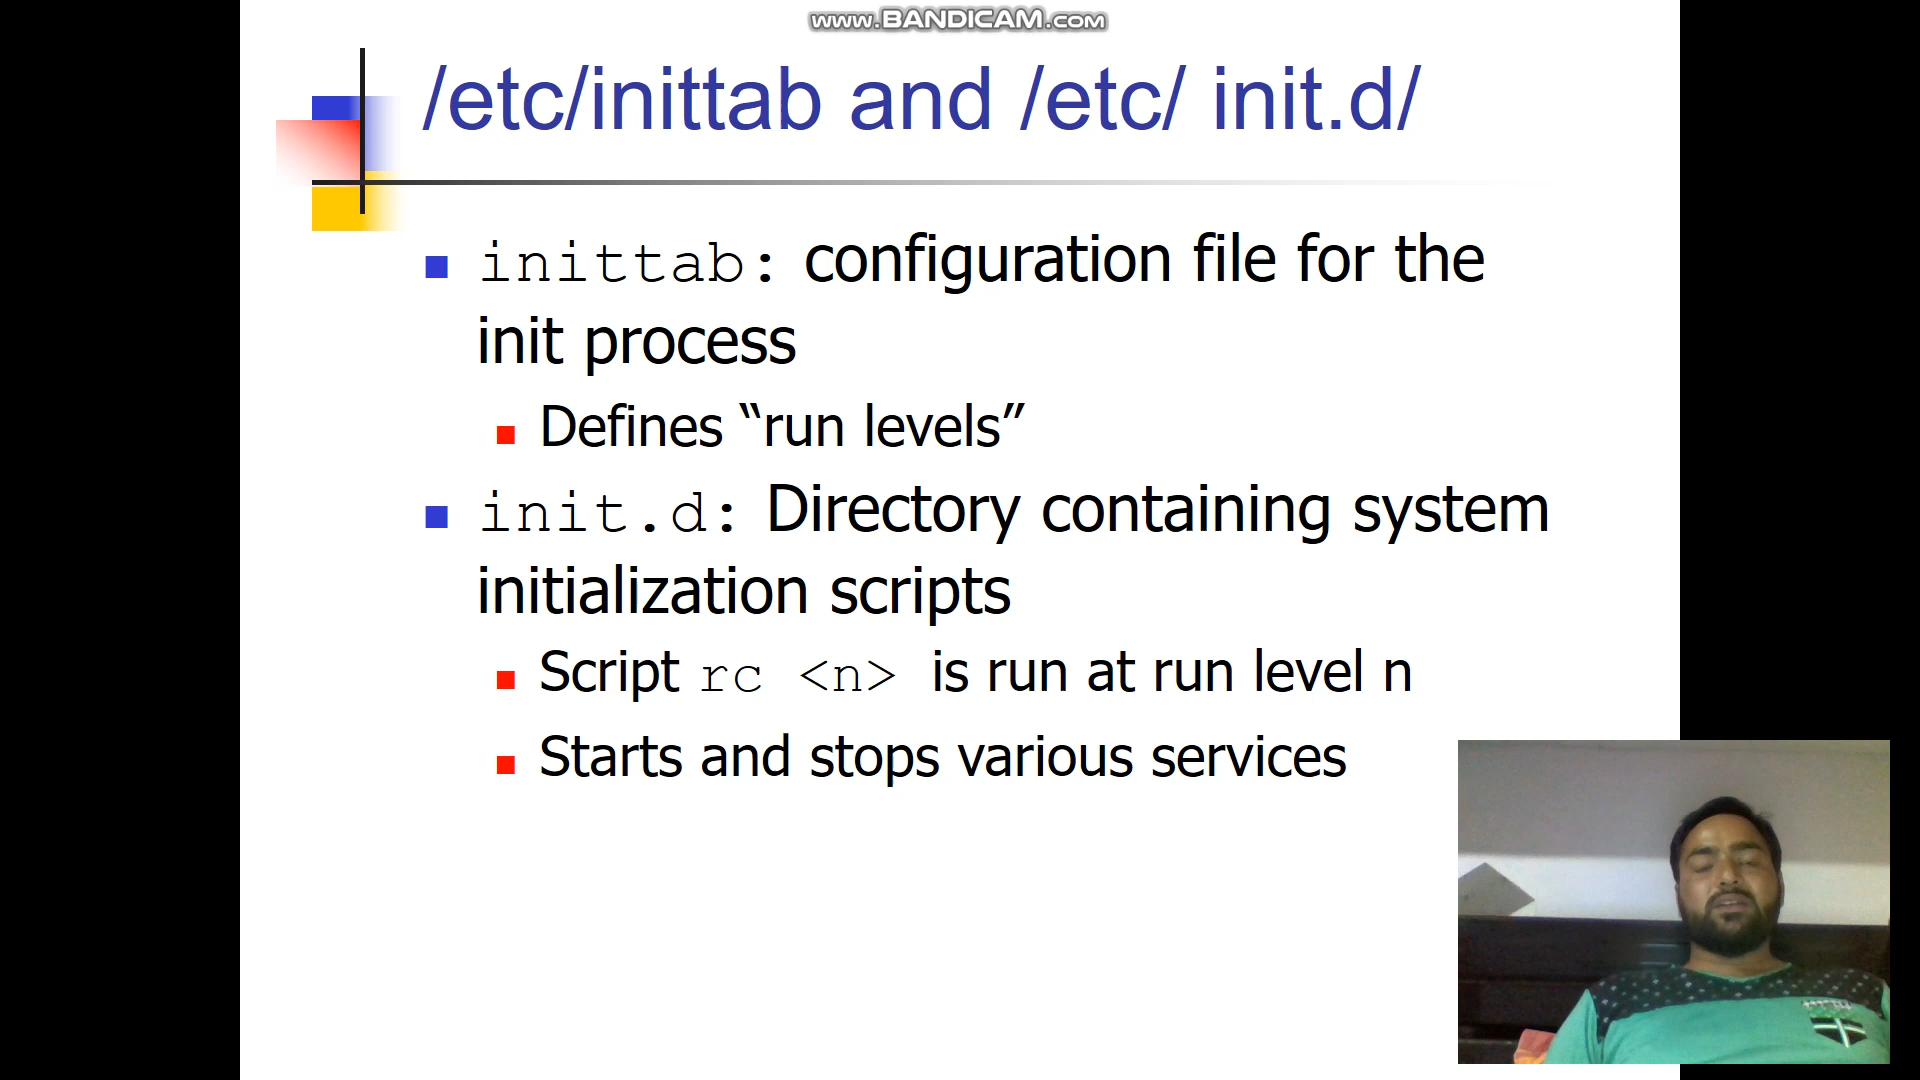 www.BANDICAM.com
/etc/inittab and /etc/ init.d/
inittab: configuration file for the
init process
Defines “run levels”
init.d: Directory containing system
initialization scripts
Script rc <n> is run at run level n
Starts and stops various services